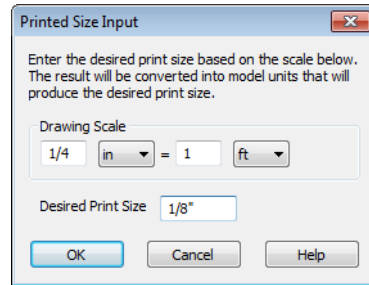 Printed Size Input
Enter the desired print size based on the scale below.
The result will be converted into model units that will
produce the desired print size.
Drawing Scale
1/4 in = 1 ft
Desired Print Size 1/8"
OK Cancel Help